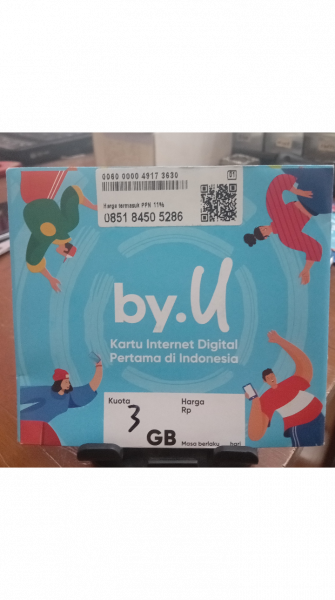 0060 0000 4917 3630
01
Harga termasuk PPN 11%
0851 8450 5286
by.U
Kartu Internet Digital
Pertama di Indonesia
Kuota
Harga
3
Rp
GB
Masa berlaku hari